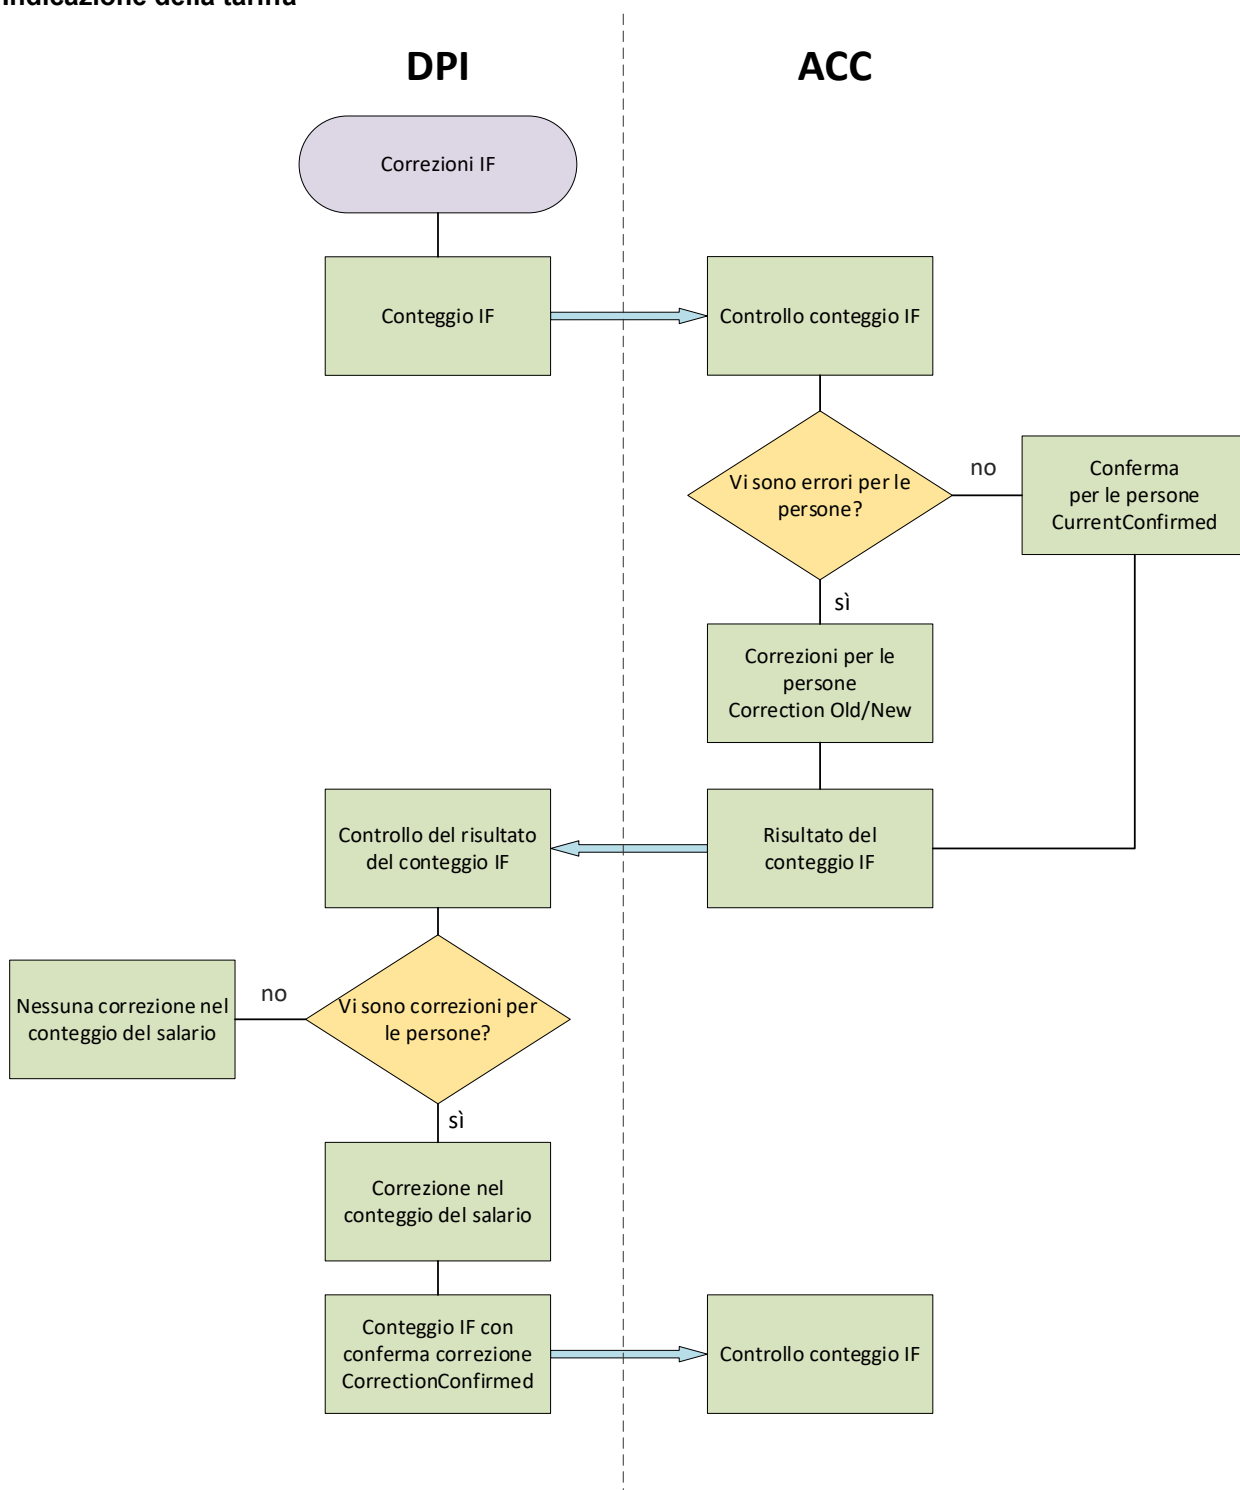 indicazione della tariffa
DPI
ACC
Correzioni IF
Conteggio IF
Controllo conteggio IF
Vi sono errori per le
persone?
no
Conferma
per le persone
CurrentConfirmed
sì
Correzioni per le
persone
Correction Old/New
Controllo del risultato
del conteggio IF
Risultato del
conteggio IF
Nessuna correzione nel
conteggio del salario
no
Vi sono correzioni per
le persone?
sì
Correzione nel
conteggio del salario
Conteggio IF con
conferma correzione
CorrectionConfirmed
Controllo conteggio IF